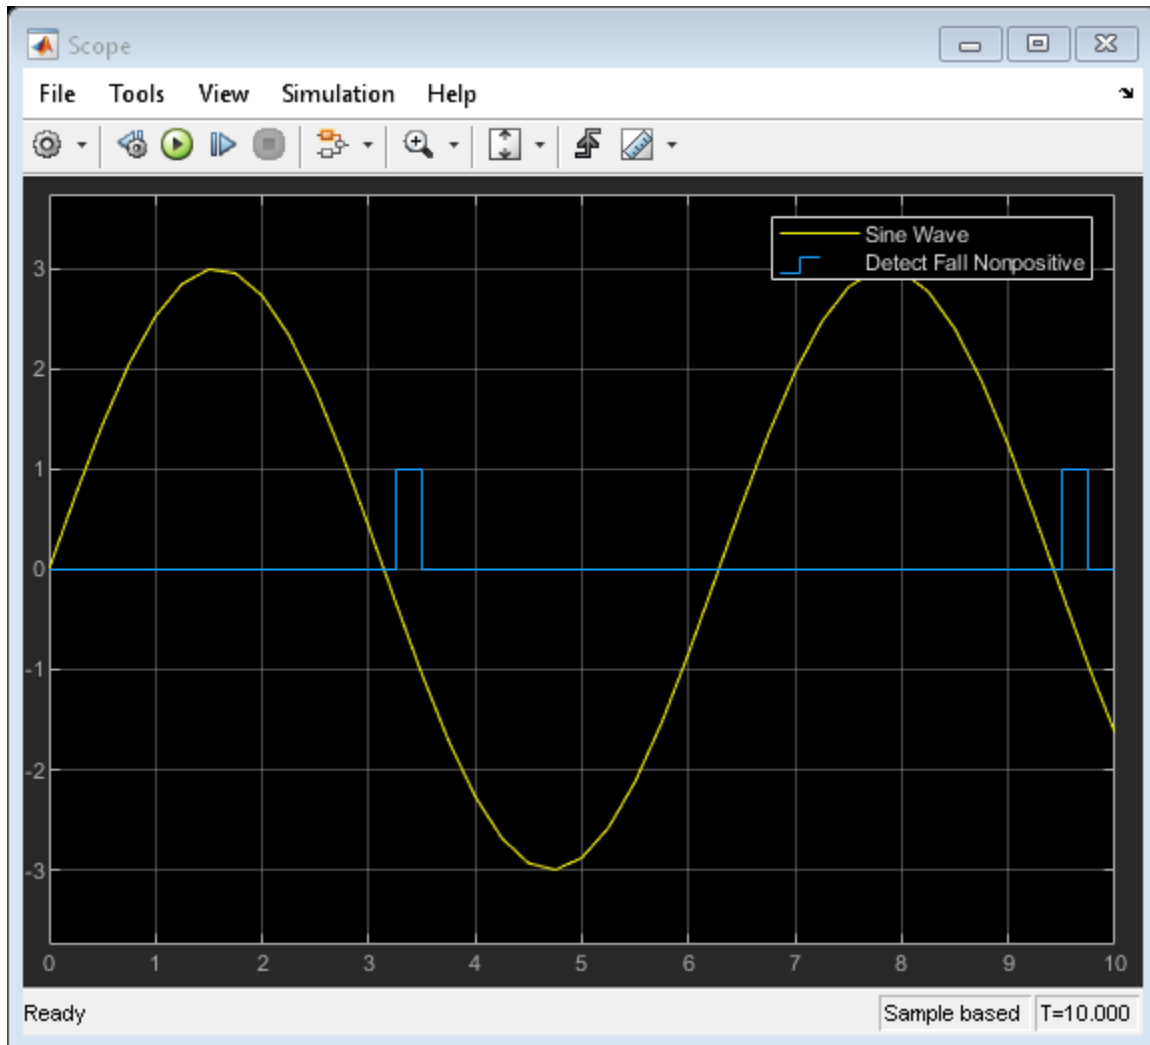 Scope
File Tools View Simulation Help
Sine Wave
Detect Fall Nonpositive
3
2
1
0
-1
-2
-3
0 1 2 3 4 5 6 7 8 9 10
Ready Sample based T=10.000